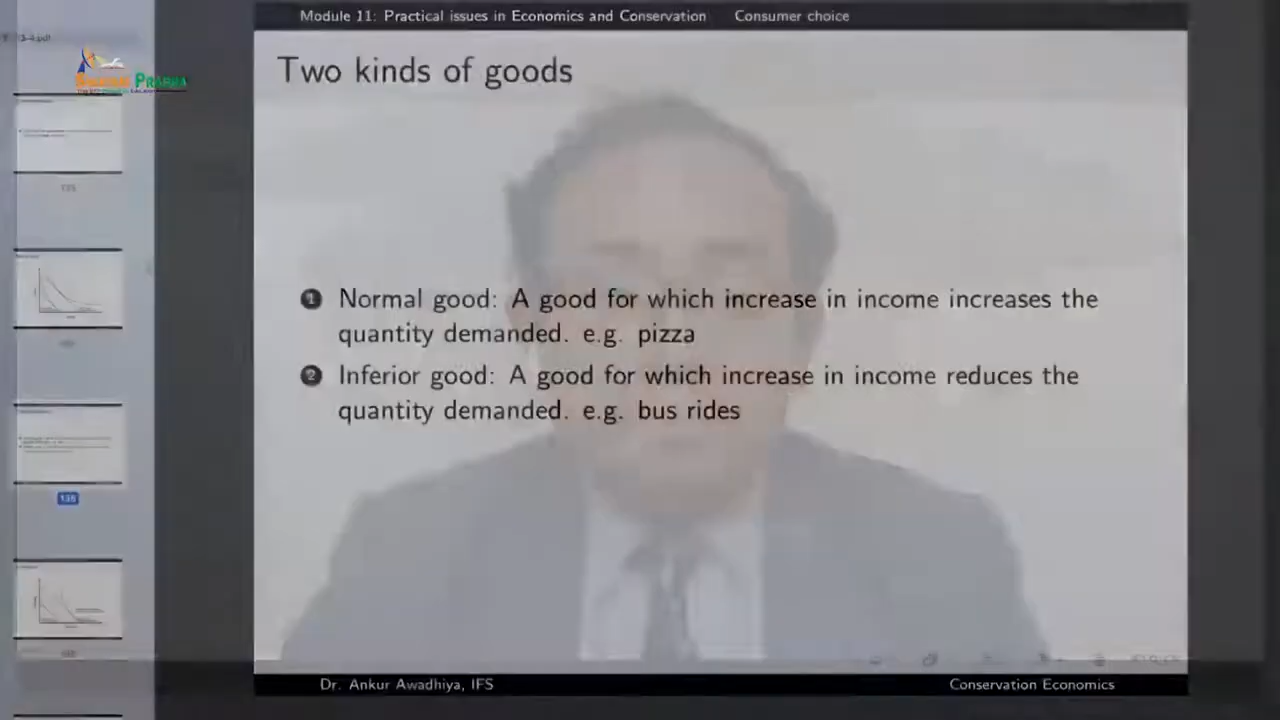 Module 11: Practical issues in Economics and Conservation Consumer choice
Two kinds of goods
1 Normal good: A good for which increase in income increases the
quantity demanded. e.g. pizza
2 Inferior good: A good for which increase in income reduces the
quantity demanded. e.g. bus rides
135
Dr. Ankur Awadhiya, IFS Conservation Economics